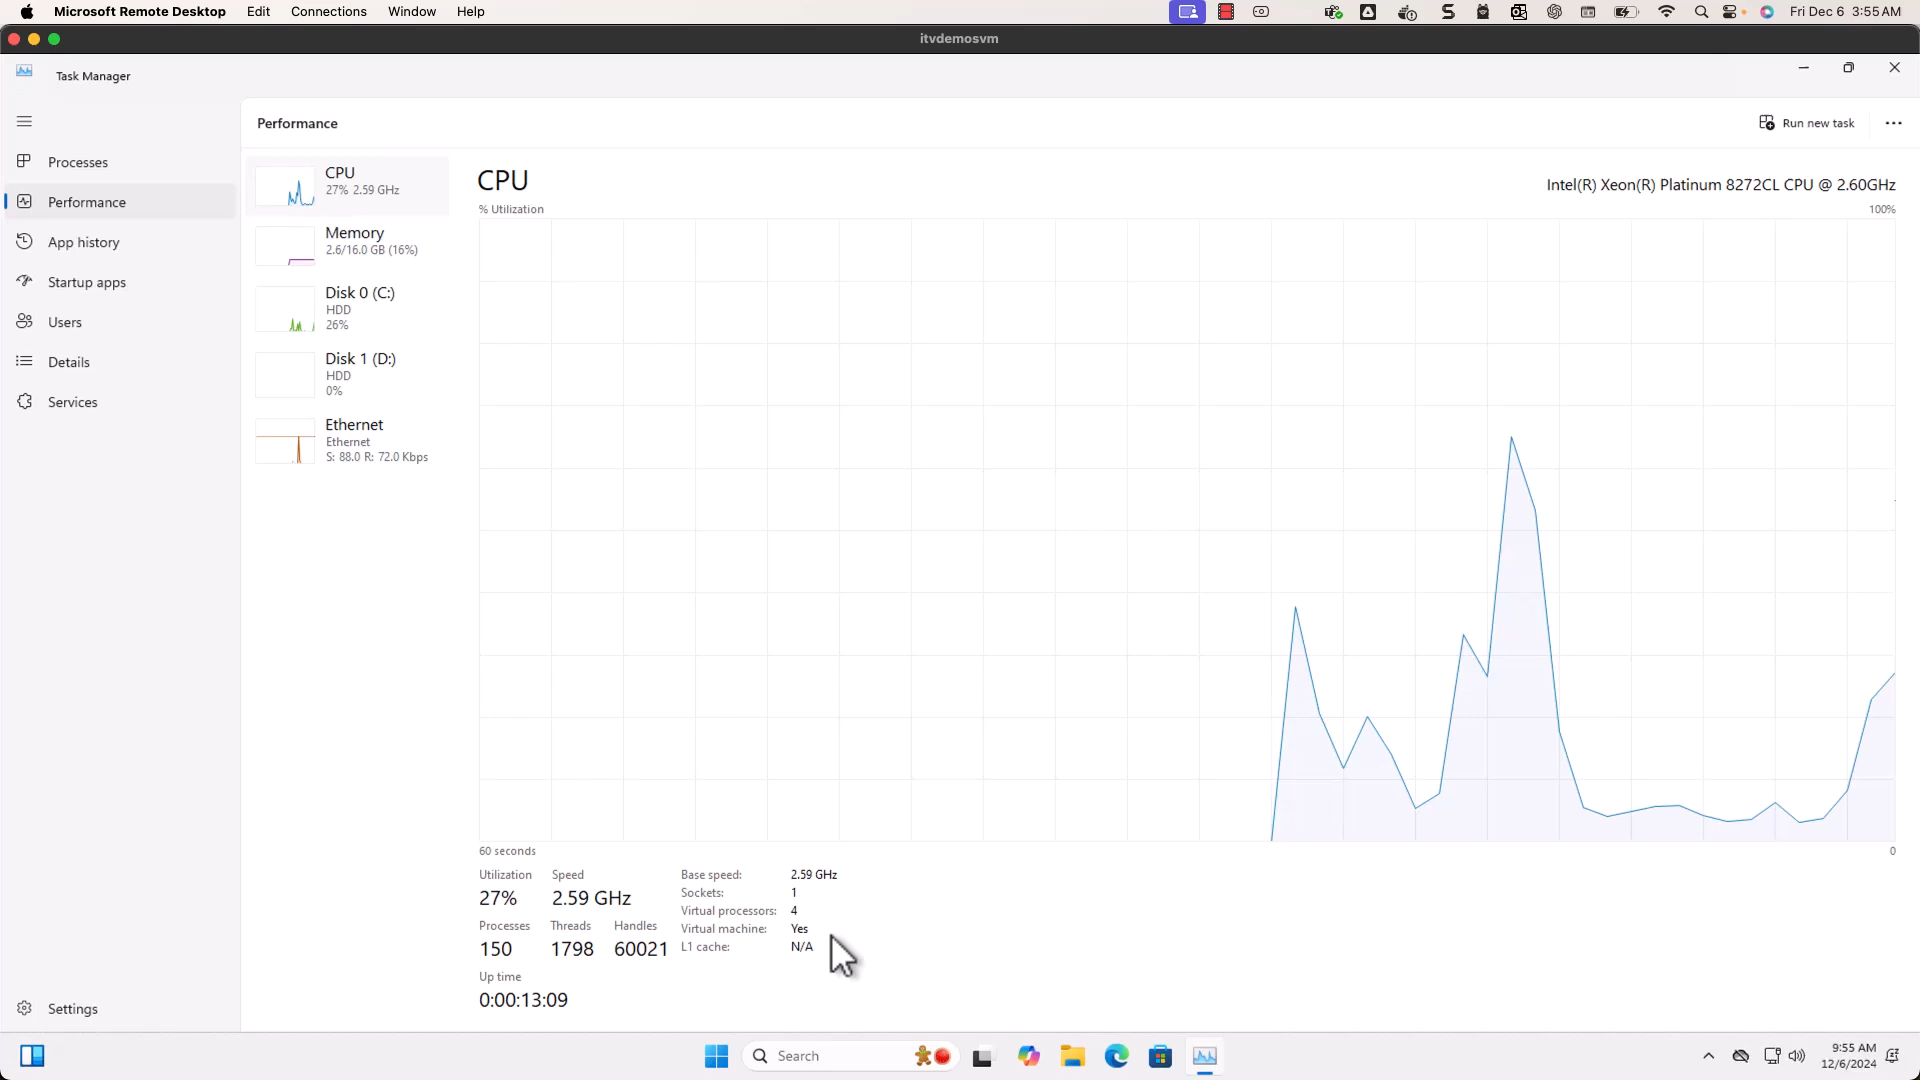 Microsoft Remote Desktop Edit Connections Window Help Fri Dec 6 3:55 AM
itvdemosvm
Task Manager
Performance
Run new task
Processes
Performance
App history
Startup apps
Users
Details
Services
Settings
CPU
27% 2.59 GHz
Memory
2.6/16.0 GB (16%)
Disk 0 (C:)
HDD
26%
Disk 1 (D:)
HDD
0%
Ethernet
Ethernet
S: 88.0 R: 72.0 Kbps
CPU
Intel(R) Xeon(R) Platinum 8272CL CPU @ 2.60GHz
% Utilization 100%
60 seconds 0
Utilization Speed
27% 2.59 GHz
Processes Threads Handles
150 1798 60021
Up time
0:00:13:09
Base speed: 2.59 GHz
Sockets: 1
Virtual processors: 4
Virtual machine: Yes
L1 cache: N/A
Search
9:55 AM
12/6/2024